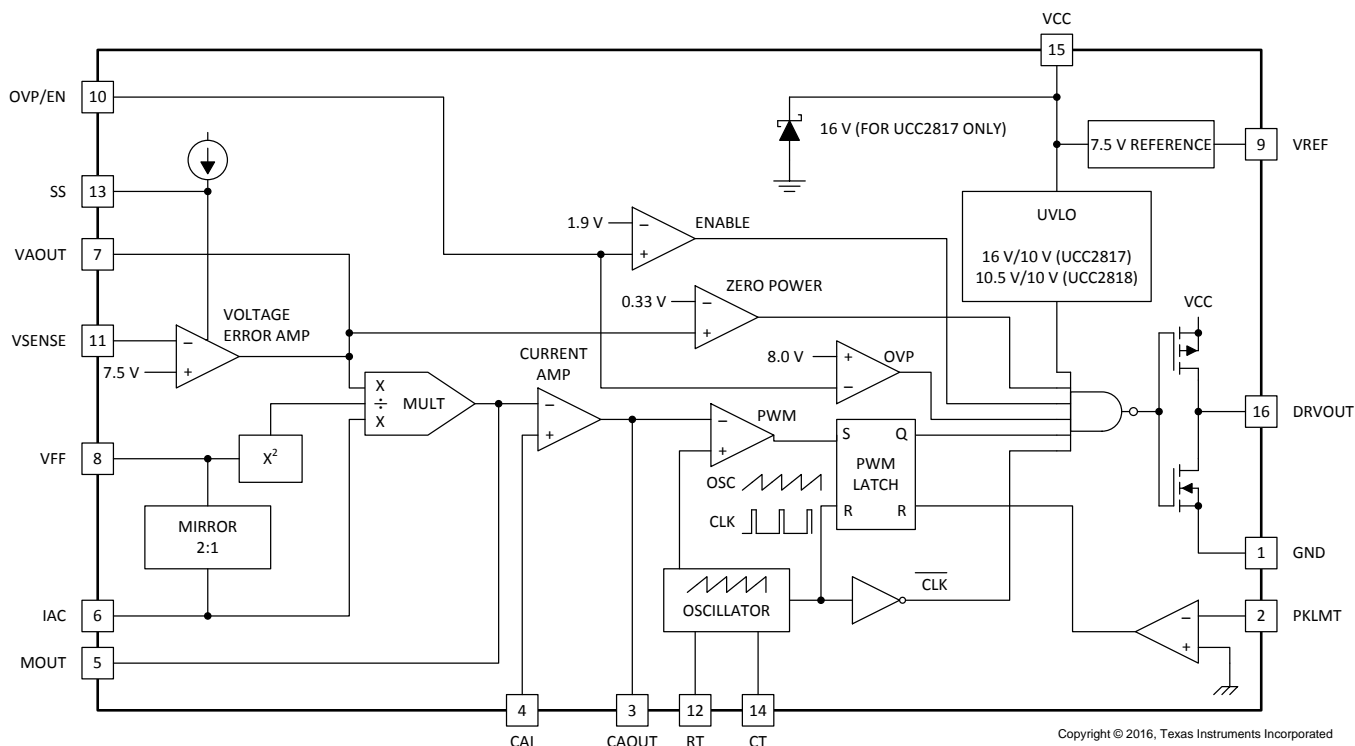 VCC
15
OVP/EN 10
16 V (FOR UCC2817 ONLY)
7.5 V REFERENCE
9 VREF
SS 13
1.9 V
−
+
ENABLE
UVLO
16 V/10 V (UCC2817)
10.5 V/10 V (UCC2818)
VAOUT 7
0.33 V
−
+
ZERO POWER
VCC
VOLTAGE
ERROR AMP
VSENSE 11
−
7.5 V
+
8.0 V
+
−
OVP
CURRENT
AMP
X
÷
X
MULT
−
+
−
+
PWM
16 DRVOUT
S Q
PWM
LATCH
R R
VFF 8
X²
OSC
CLK
MIRROR
2:1
1 GND
OSCILLATOR
CLK
IAC 6
−
+
2 PKLMT
MOUT 5
4
3
12
14
CAI
CAOUT
RT
CT
Copyright © 2016, Texas Instruments Incorporated